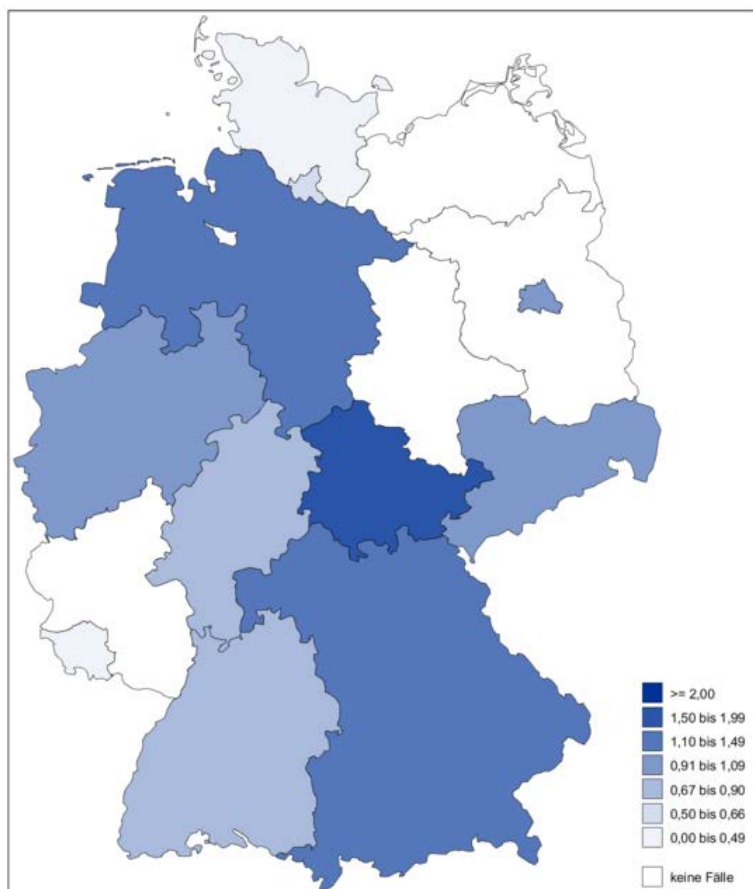 >= 2,00
1,50 bis 1,99
1,10 bis 1,49
0,91 bis 1,09
0,67 bis 0,90
0,50 bis 0,66
0,00 bis 0,49
keine Fälle